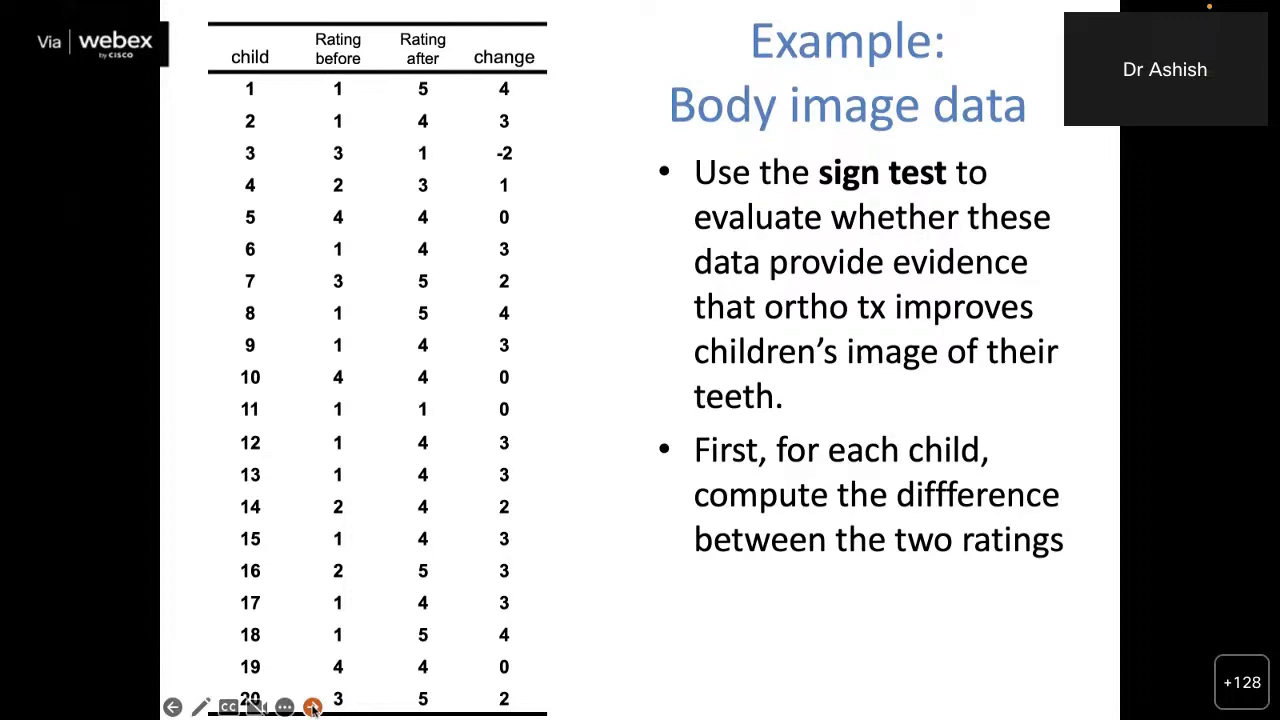 Via webex
by CISCO
child Rating before Rating after change
1 1 5 4
2 1 4 3
3 3 1 -2
4 2 3 1
5 4 4 0
6 1 4 3
7 3 5 2
8 1 5 4
9 1 4 3
10 4 4 0
11 1 1 0
12 1 4 3
13 1 4 3
14 2 4 2
15 1 4 3
16 2 5 3
17 1 4 3
18 1 5 4
19 4 4 0
20 3 5 2
CC
Example:
Body image data
• Use the sign test to
evaluate whether these
data provide evidence
that ortho tx improves
children’s image of their
teeth.
• First, for each child,
compute the diffference
between the two ratings
Dr Ashish
+128